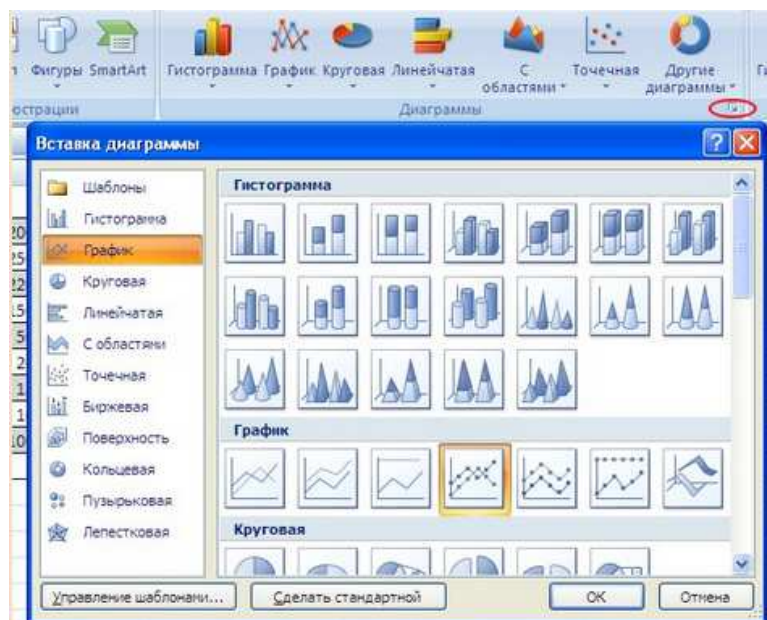 Фигуры SmartArt Гистограмма График Круговая Линейчатая С областями Точечная Другие диаграммы
Диаграммы
Вставка диаграммы
Шаблоны
Гистограмма
График
Круговая
Линейчатая
С областями
Точечная
Биржевая
Поверхность
Кольцевая
Пузырьковая
Лепестковая
Гистограмма
График
Круговая
Управление шаблонами...
Сделать стандартной
ОК
Отмена